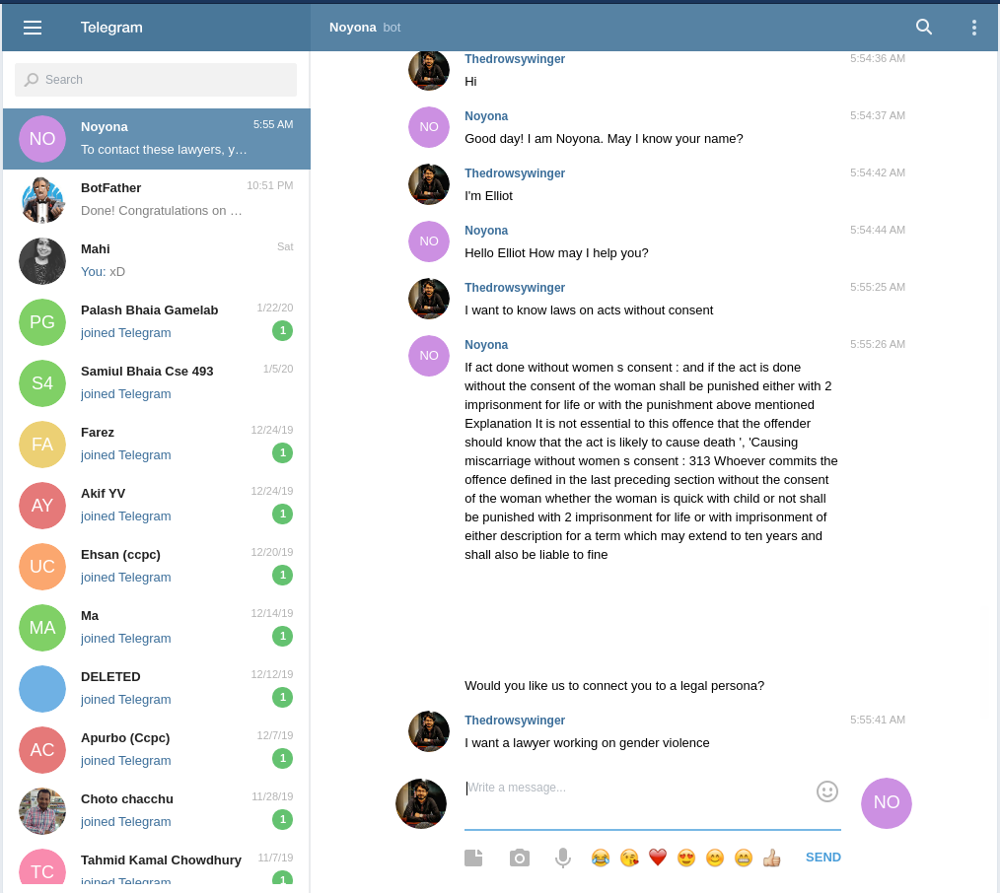 Telegram
Noyona bot
Search
NO
Noyona
5:55 AM
To contact these lawyers, y…
BotFather
10:51 PM
Done! Congratulations on …
Mahi
Sat
You: xD
PG
Palash Bhaia Gamelab
1/22/20
joined Telegram
1
S4
Samiul Bhaia Cse 493
1/5/20
joined Telegram
FA
Farez
12/24/19
joined Telegram
1
AY
Akif YV
12/24/19
joined Telegram
1
UC
Ehsan (ccpc)
12/20/19
joined Telegram
1
MA
Ma
12/14/19
joined Telegram
1
DELETED
12/12/19
joined Telegram
1
AC
Apurbo (Ccpc)
12/7/19
joined Telegram
1
Choto chacchu
11/28/19
joined Telegram
1
TC
Tahmid Kamal Chowdhury
11/7/19
joined Telegram
1
Thedrowsywinger
5:54:36 AM
Hi
NO
Noyona
5:54:37 AM
Good day! I am Noyona. May I know your name?
Thedrowsywinger
5:54:42 AM
I'm Elliot
NO
Noyona
5:54:44 AM
Hello Elliot How may I help you?
Thedrowsywinger
5:55:25 AM
I want to know laws on acts without consent
NO
Noyona
5:55:26 AM
If act done without women s consent : and if the act is done
without the consent of the woman shall be punished either with 2
imprisonment for life or with the punishment above mentioned
Explanation It is not essential to this offence that the offender
should know that the act is likely to cause death ', 'Causing
miscarriage without women s consent : 313 Whoever commits the
offence defined in the last preceding section without the consent
of the woman whether the woman is quick with child or not shall
be punished with 2 imprisonment for life or with imprisonment of
either description for a term which may extend to ten years and
shall also be liable to fine
Would you like us to connect you to a legal persona?
Thedrowsywinger
5:55:41 AM
I want a lawyer working on gender violence
Write a message...
NO
SEND